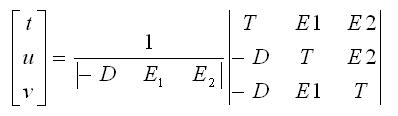 [t u v] = 1 / |− D E₁ E₂| |T E1 E2
− D T E2
− D E1 T|